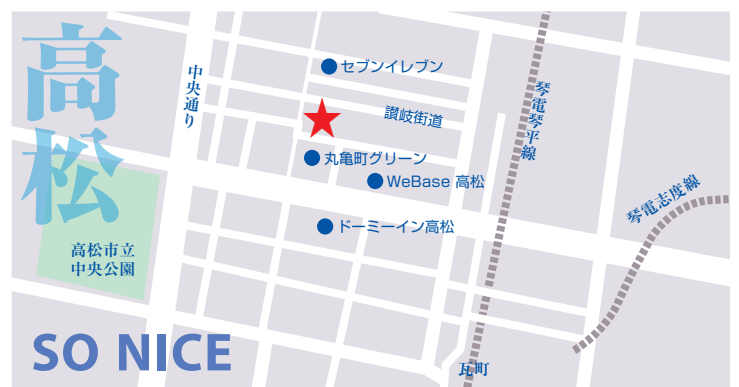 高松
中央通り
セブンイレブン
讃岐街道
琴電琴平線
丸亀町グリーン
WeBase 高松
琴電志度線
ドーミーイン高松
高松市立
中央公園
SO NICE
瓦町